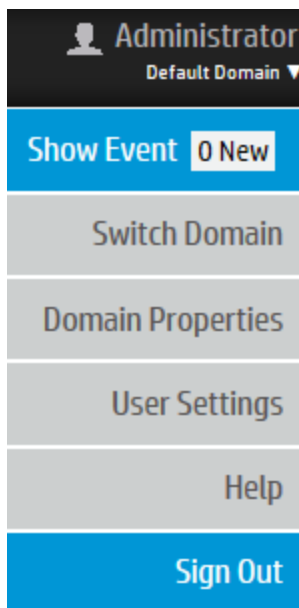 Administrator
Default Domain ▼
Show Event 0 New
Switch Domain
Domain Properties
User Settings
Help
Sign Out